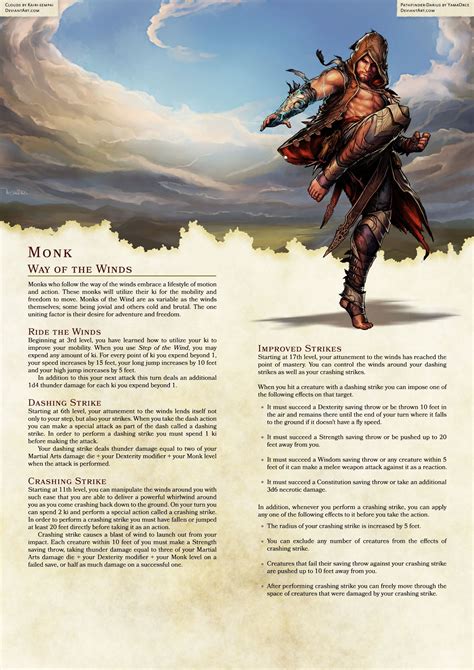 Clouds by Kairi-sempai
DeviantArt.com
Pathfinder-Darius by YamaOrce
DeviantArt.com
Monk
Way of the Winds
Monks who follow the way of the winds embrace a lifestyle of motion
and action. These monks will utilize their ki for the mobility and
freedom to move. Monks of the Wind are as variable as the winds
themselves; some being jovial and others cold and brutal. The one
uniting factor is their desire for adventure and freedom.
Ride the Winds
Beginning at 3rd level, you have learned how to utilizing your ki to
improve your mobility. When you use Step of the Wind, you may
expend any amount of ki. For every point of ki you expend beyond 1,
your speed increases by 15 feet, your long jump increases by 10 feet
and your high jump increases by 5 feet.
In addition to this your next attack this turn deals an additional
1d4 thunder damage for each ki you expend beyond 1.
Dashing Strike
Starting at 6th level, your attunement to the winds lends itself not
only to your step, but also your strikes. When you take the dash action
you can make a special attack as part of the dash called a dashing
strike. In order to perform a dashing strike you must spend 1 ki
before making the attack.
Your dashing strike deals thunder damage equal to two of your
Martial Arts damage die + your Dexterity modifier + your Monk level
when the attack is performed.
Crashing Strike
Starting at 11th level, you can manipulate the winds around you with
such ease that you are able to deliver a powerful whirlwind around
you as you come crashing back down to the ground. On your turn you
can spend 2 ki and perform a special action called a crashing strike.
In order to perform a crashing strike you must have fallen or jumped
at least 20 feet directly before taking it as an action.
Crashing strike causes a blast of wind to launch out from your
impact. Each creature within 10 feet of you must make a Strength
saving throw, taking thunder damage equal to three of your Martial
Arts damage die + your Dexterity modifier + your Monk level on a
failed save, or half as much damage on a successful one.
Improved Strikes
Starting at 17th level, your attunement to the winds has reached the
point of mastery. You can control the winds around your dashing
strikes as well as your crashing strikes.
When you hit a creature with a dashing strike you can impose one of
the following effects on that target.
• It must succeed a Dexterity saving throw or be thrown 10 feet in
the air and remains there until the end of your turn where it falls
to the ground if it doesn't have a fly speed.
• It must succeed a Strength saving throw or be pushed up to 20
feet away from you.
• It must succeed a Wisdom saving throw or any creature within 5
feet of it can make a melee weapon attack against it as a reaction.
• It must succeed a Constitution saving throw or take an additional
3d6 necrotic damage.
In addition, whenever you perform a crashing strike, you can apply
any one of the following effects to it before you take the action.
• The radius of your crashing strike is increased by 5 feet.
• You can exclude any number of creatures from the effects of
crashing strike.
• Creatures that fail their saving throw against your crashing strike
are pushed to 10 feet away from you.
• After performing crashing strike you can freely move through the
space of creatures that were damaged by your crashing strike.